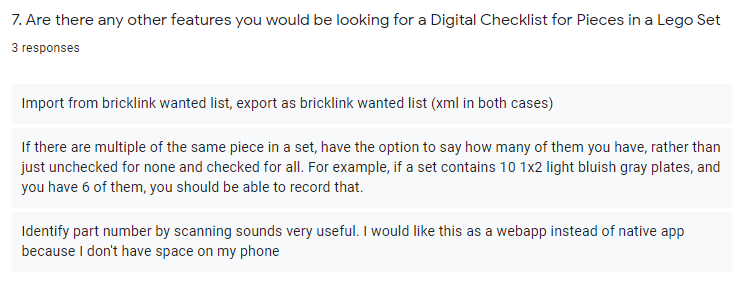 7. Are there any other features you would be looking for a Digital Checklist for Pieces in a Lego Set
3 responses
Import from bricklink wanted list, export as bricklink wanted list (xml in both cases)
If there are multiple of the same piece in a set, have the option to say how many of them you have, rather than
just unchecked for none and checked for all. For example, if a set contains 10 1x2 light bluish gray plates, and
you have 6 of them, you should be able to record that.
Identify part number by scanning sounds very useful. I would like this as a webapp instead of native app
because I don't have space on my phone